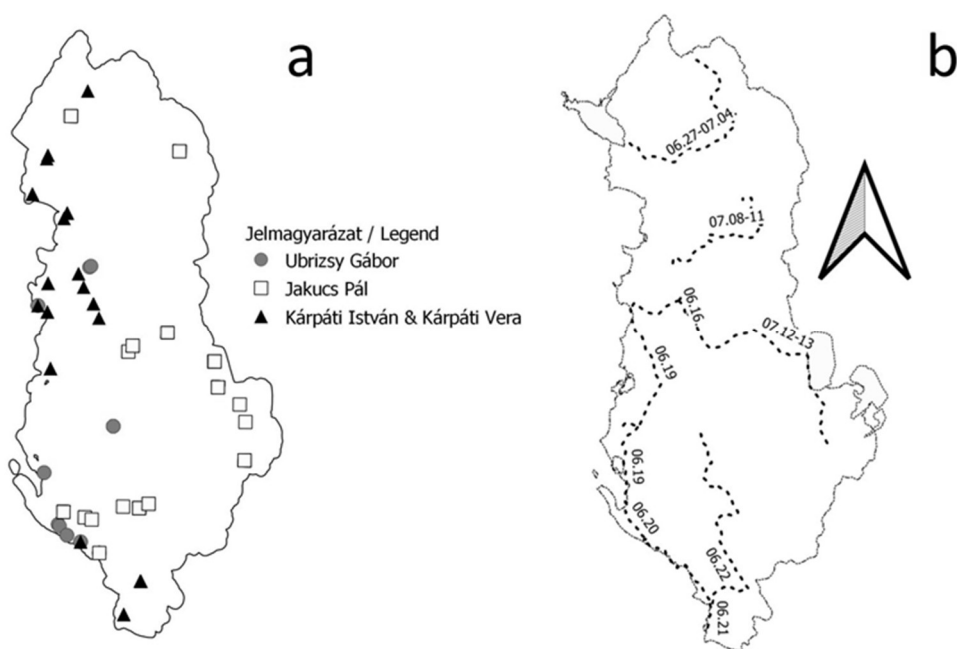 a
Jelmagyarázat / Legend
Ubrizsy Gábor
Jakucs Pál
Kárpáti István & Kárpáti Vera
b
06.27-07.04.
07.08-11
06.16
07.12-13
06.19
06.19
06.20
06.22
06.21